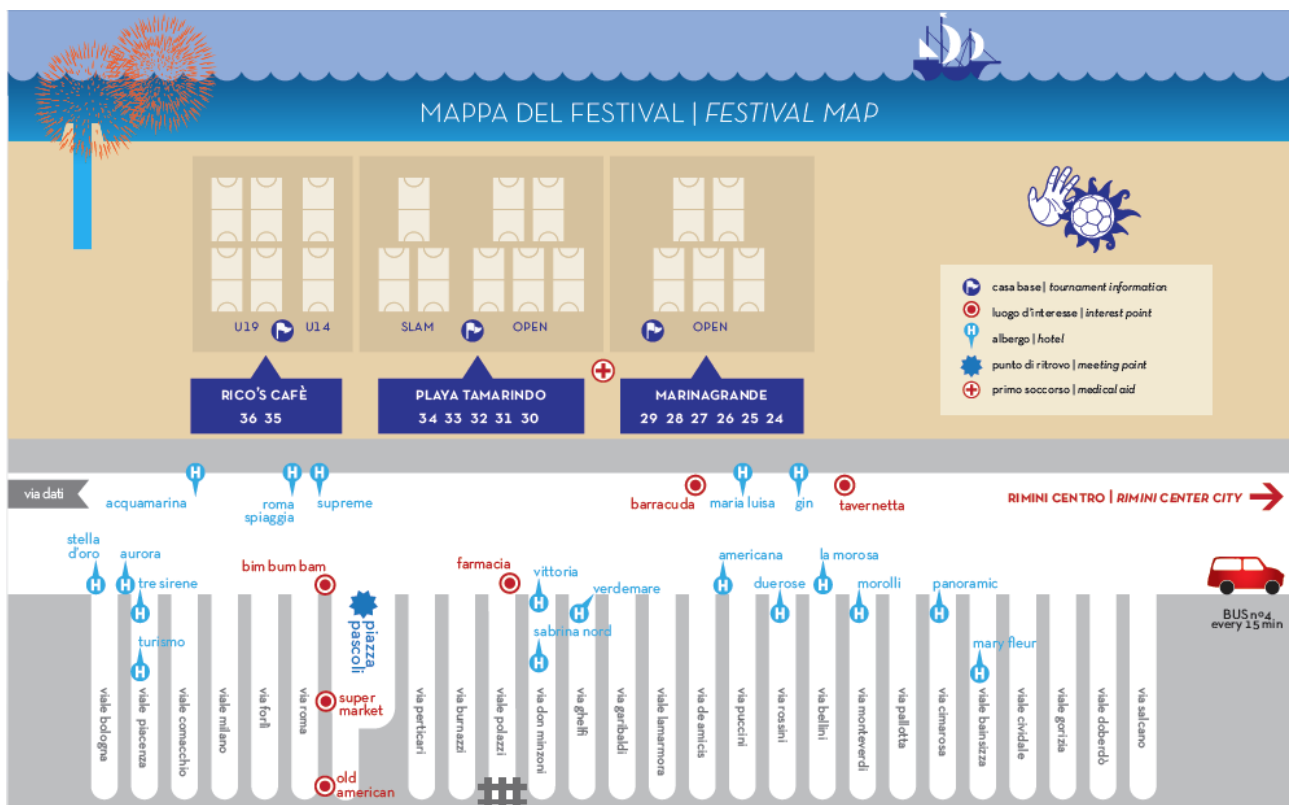 MAPPA DEL FESTIVAL | FESTIVAL MAP
U19
U14
SLAM
OPEN
OPEN
RICO'S CAFÈ
36 35
PLAYA TAMARINDO
34 33 32 31 30
MARINAGRANDE
29 28 27 26 25 24
casa base | tournament information
luogo d'interesse | interest point
H albergo | hotel
punto di ritrovo | meeting point
primo soccorso | medical aid
via dati
H
acquamarina
H
roma
spiaggia
H
supreme
barracuda
H
maria luisa
H
gin
tavernetta
RIMINI CENTRO | RIMINI CENTER CITY
stella
d'oro
H
aurora
H
tre sirene
H
turismo
H
bim bum bam
piazza
pascoli
super
market
old
american
farmacia
vittoria
H
verdemare
H
sabrina nord
H
americana
H
due rose
H
la morosa
H
morolli
H
panoramic
H
mary fleur
H
BUS nº4,
every 15 min
viale bologna
viale piacenza
viale comacchio
viale milano
via forlì
via roma
via perticari
via burnazzi
viale polazzi
via don minzoni
via ghelfi
via garibaldi
viale lamarmora
via de amicis
via puccini
via rossini
via bellini
via monteverdi
via pallotta
via cimarosa
viale bainsizza
viale cividale
viale gorizia
viale doberdò
via salcano